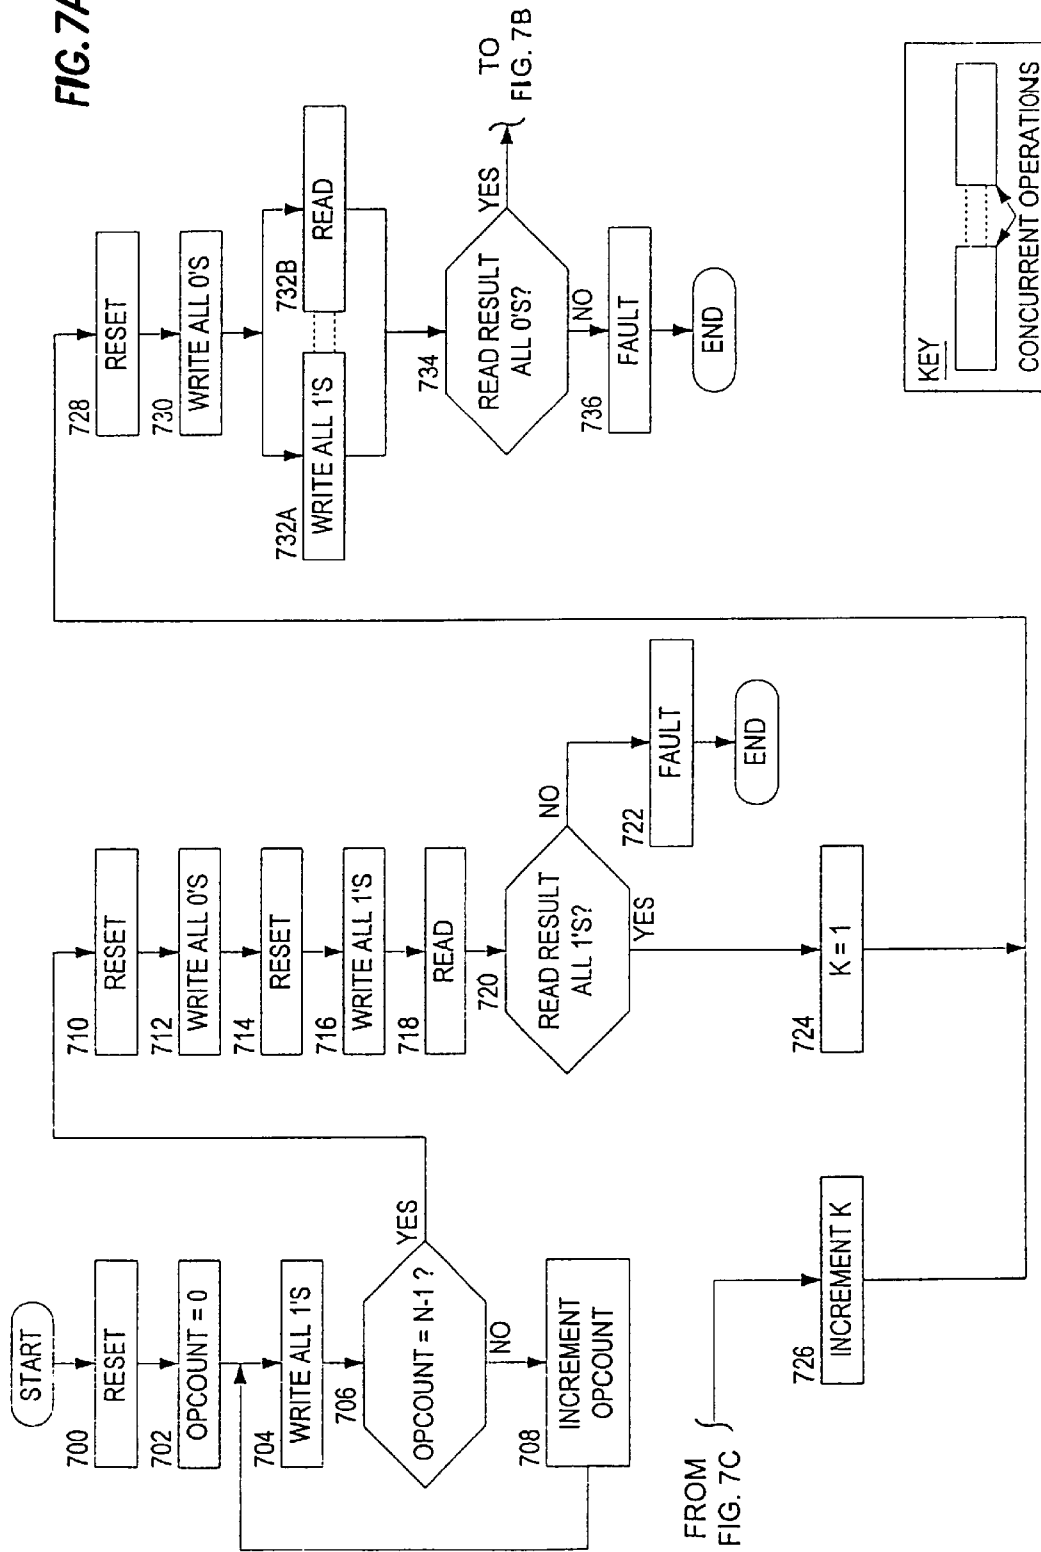 FIG. 7A
START
700
RESET
702
OPCOUNT = 0
704
WRITE ALL 1'S
706
OPCOUNT = N-1 ?
YES
NO
708
INCREMENT
OPCOUNT
FROM
FIG. 7C
726
INCREMENT K
710
RESET
712
WRITE ALL 0'S
714
RESET
716
WRITE ALL 1'S
718
READ
720
READ RESULT
ALL 1'S?
NO
YES
722
FAULT
END
724
K = 1
728
RESET
730
WRITE ALL 0'S
732A
WRITE ALL 1'S
732B
READ
734
READ RESULT
ALL 0'S?
YES
TO
FIG. 7B
NO
736
FAULT
END
KEY
CONCURRENT OPERATIONS